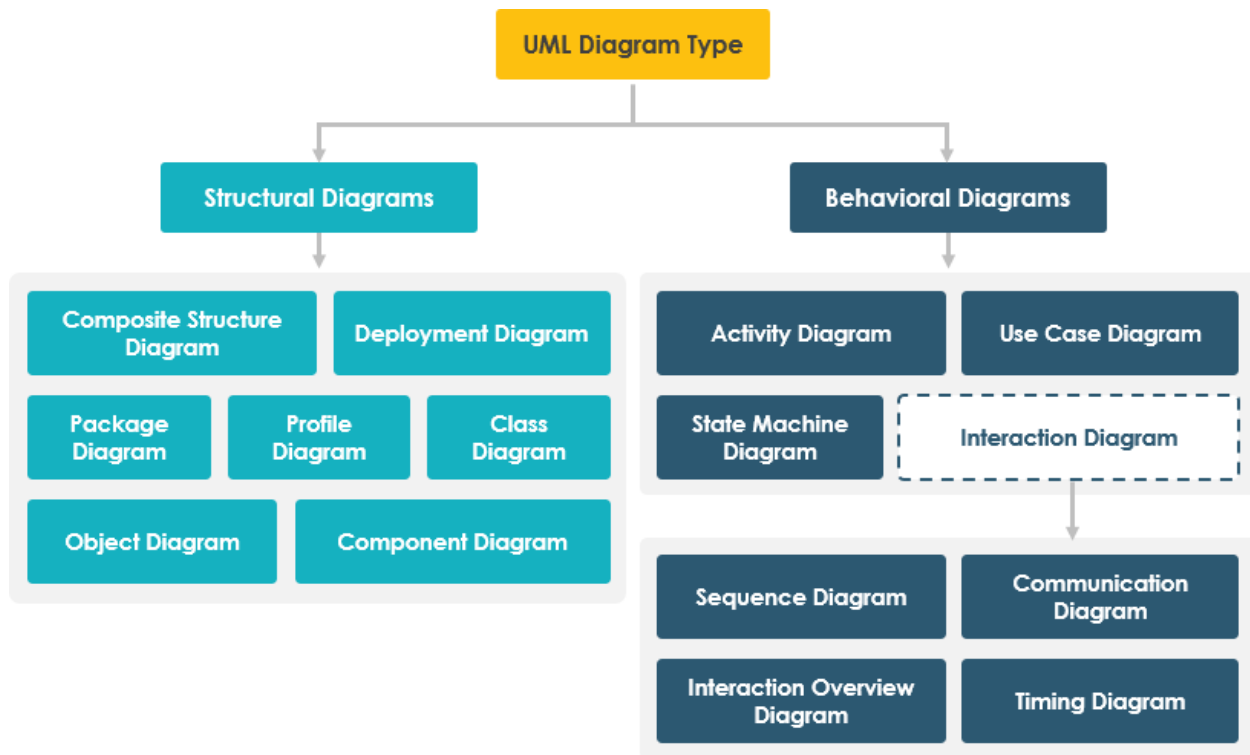 UML Diagram Type
Structural Diagrams
Behavioral Diagrams
Composite Structure
Diagram
Deployment Diagram
Package
Diagram
Profile
Diagram
Class
Diagram
Object Diagram
Component Diagram
Activity Diagram
Use Case Diagram
State Machine
Diagram
Interaction Diagram
Sequence Diagram
Communication
Diagram
Interaction Overview
Diagram
Timing Diagram